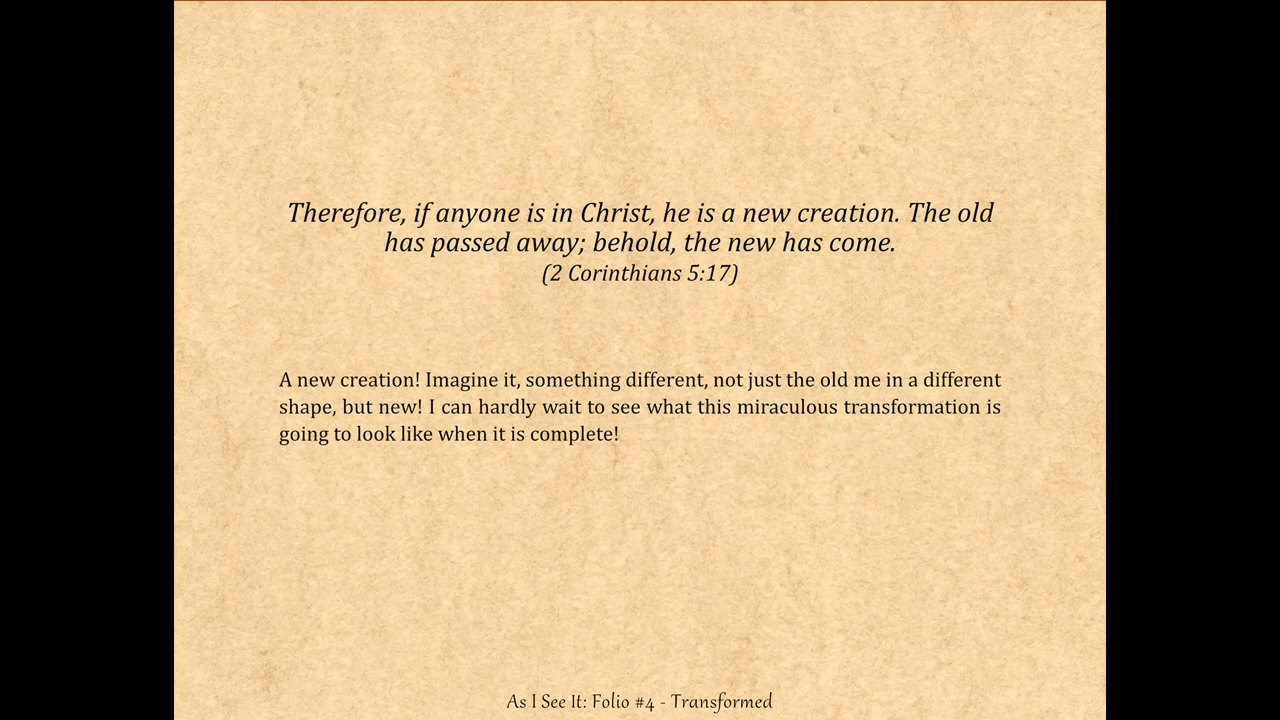 Therefore, if anyone is in Christ, he is a new creation. The old
has passed away; behold, the new has come.
(2 Corinthians 5:17)
A new creation! Imagine it, something different, not just the old me in a different
shape, but new! I can hardly wait to see what this miraculous transformation is
going to look like when it is complete!
As I See It: Folio #4 - Transformed